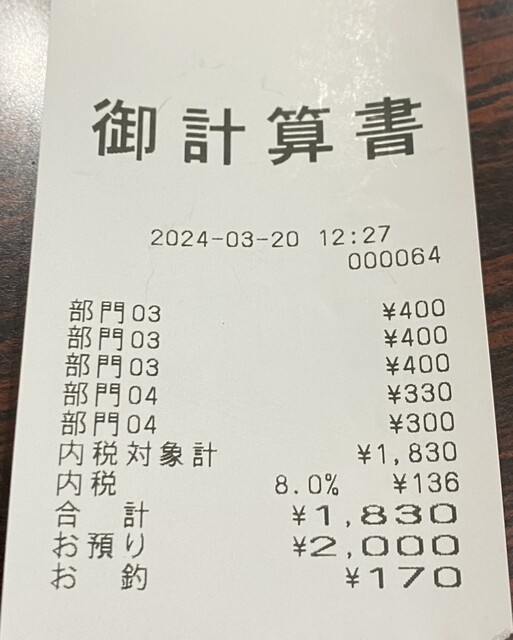 御計算書
2024-03-20 12:27
000064
部門03 ¥400
部門03 ¥400
部門03 ¥400
部門04 ¥330
部門04 ¥300
内税対象計 ¥1,830
内税 8.0% ¥136
合 計 ¥1,830
お預り ¥2,000
お 釣 ¥170